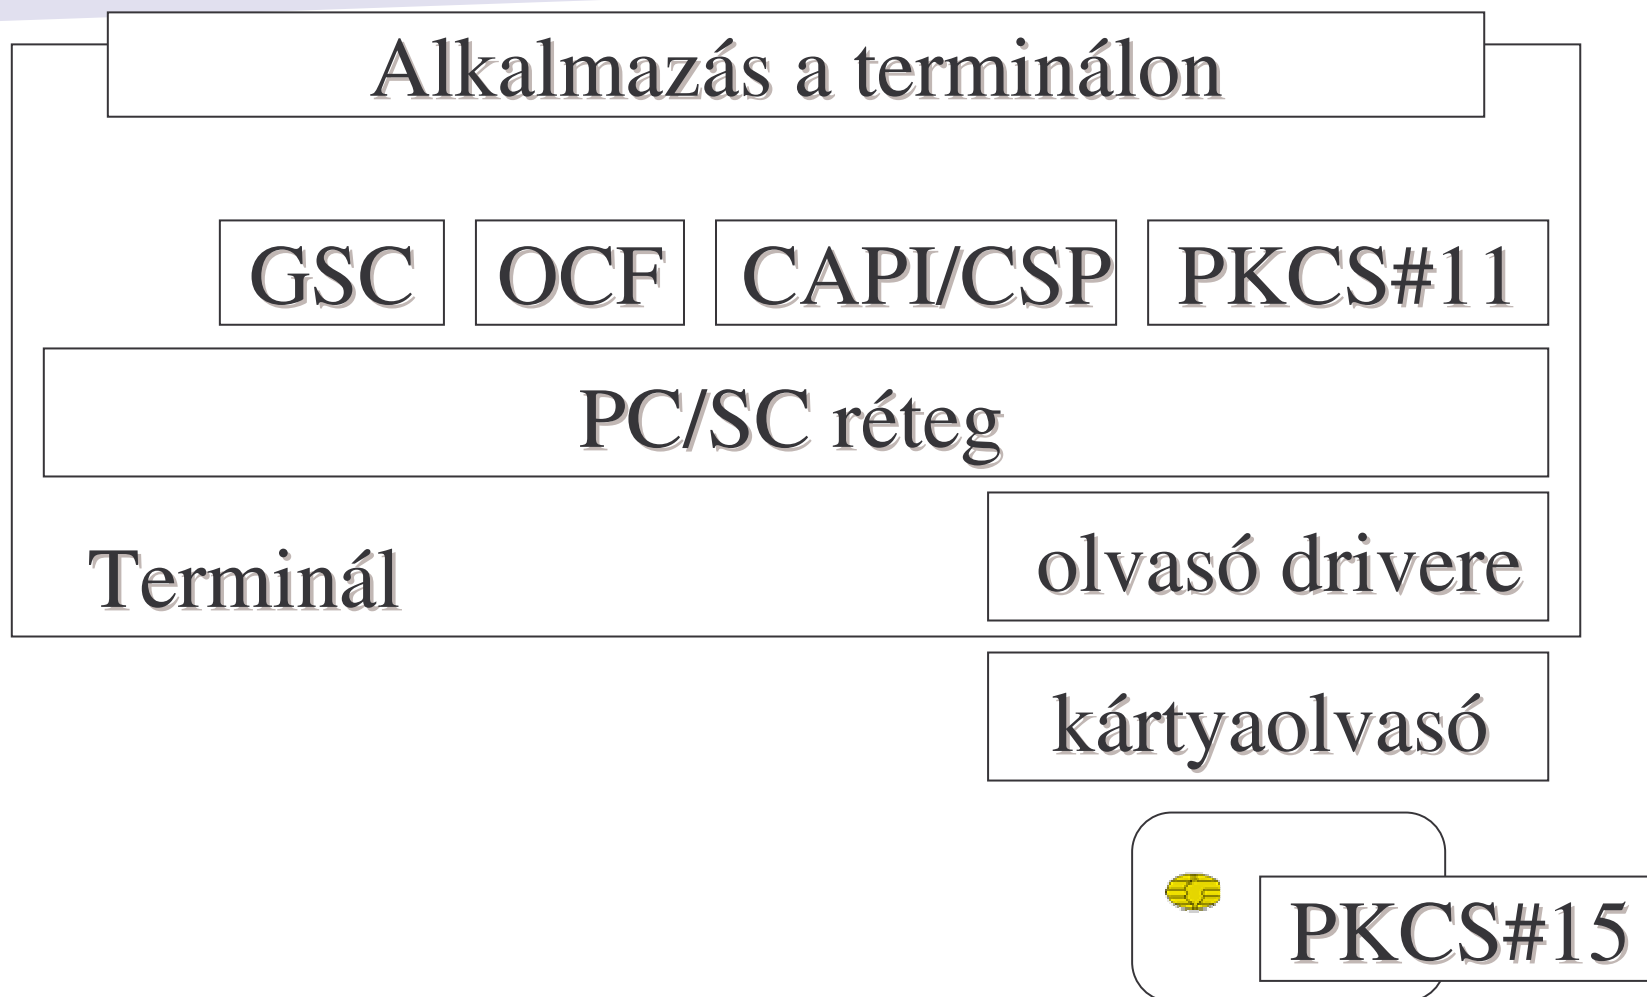 Alkalmazás a terminálon
GSC OCF CAPI/CSP PKCS#11
PC/SC réteg
olvasó drivere
Terminál
kártyaolvasó
PKCS#15